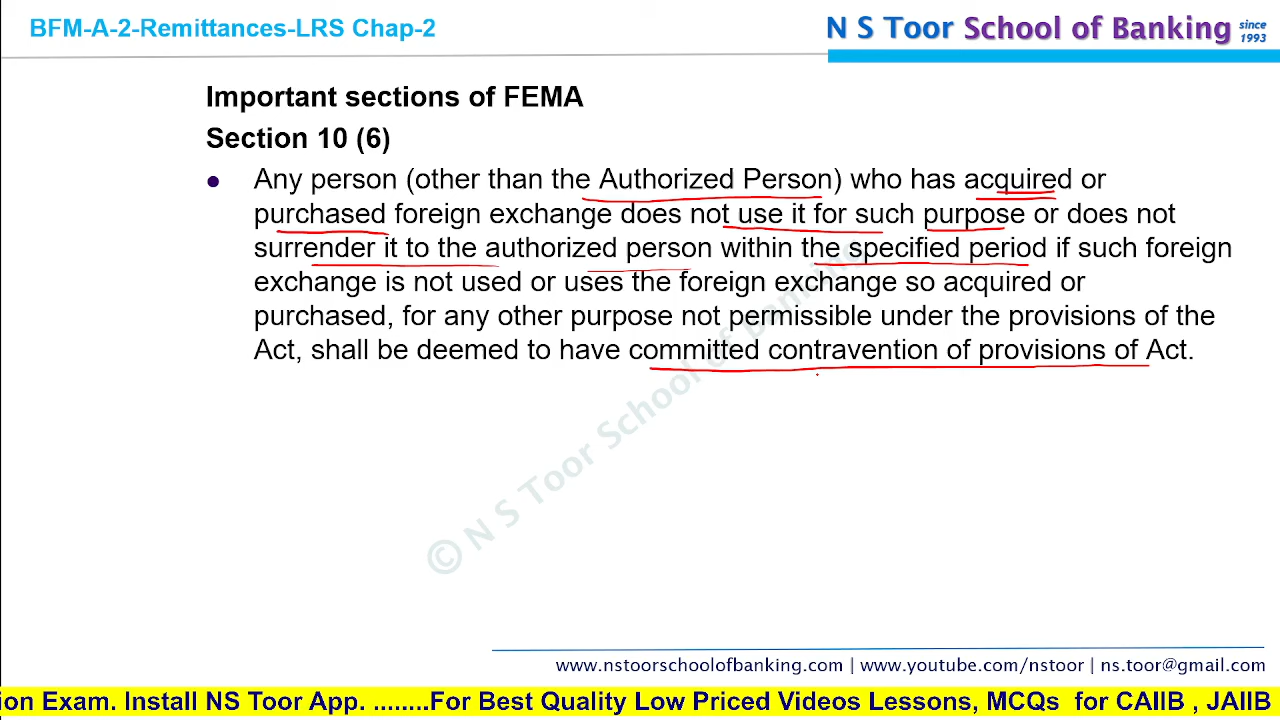 BFM-A-2-Remittances-LRS Chap-2
N S Toor School of Banking since 1993
Important sections of FEMA
Section 10 (6)
• Any person (other than the Authorized Person) who has acquired or
purchased foreign exchange does not use it for such purpose or does not
surrender it to the authorized person within the specified period if such foreign
exchange is not used or uses the foreign exchange so acquired or
purchased, for any other purpose not permissible under the provisions of the
Act, shall be deemed to have committed contravention of provisions of Act.
© N S Toor School of Banking
www.nstoorschoolofbanking.com | www.youtube.com/nstoor | ns.toor@gmail.com
ion Exam. Install NS Toor App. ........For Best Quality Low Priced Videos Lessons, MCQs for CAIIB , JAIIB